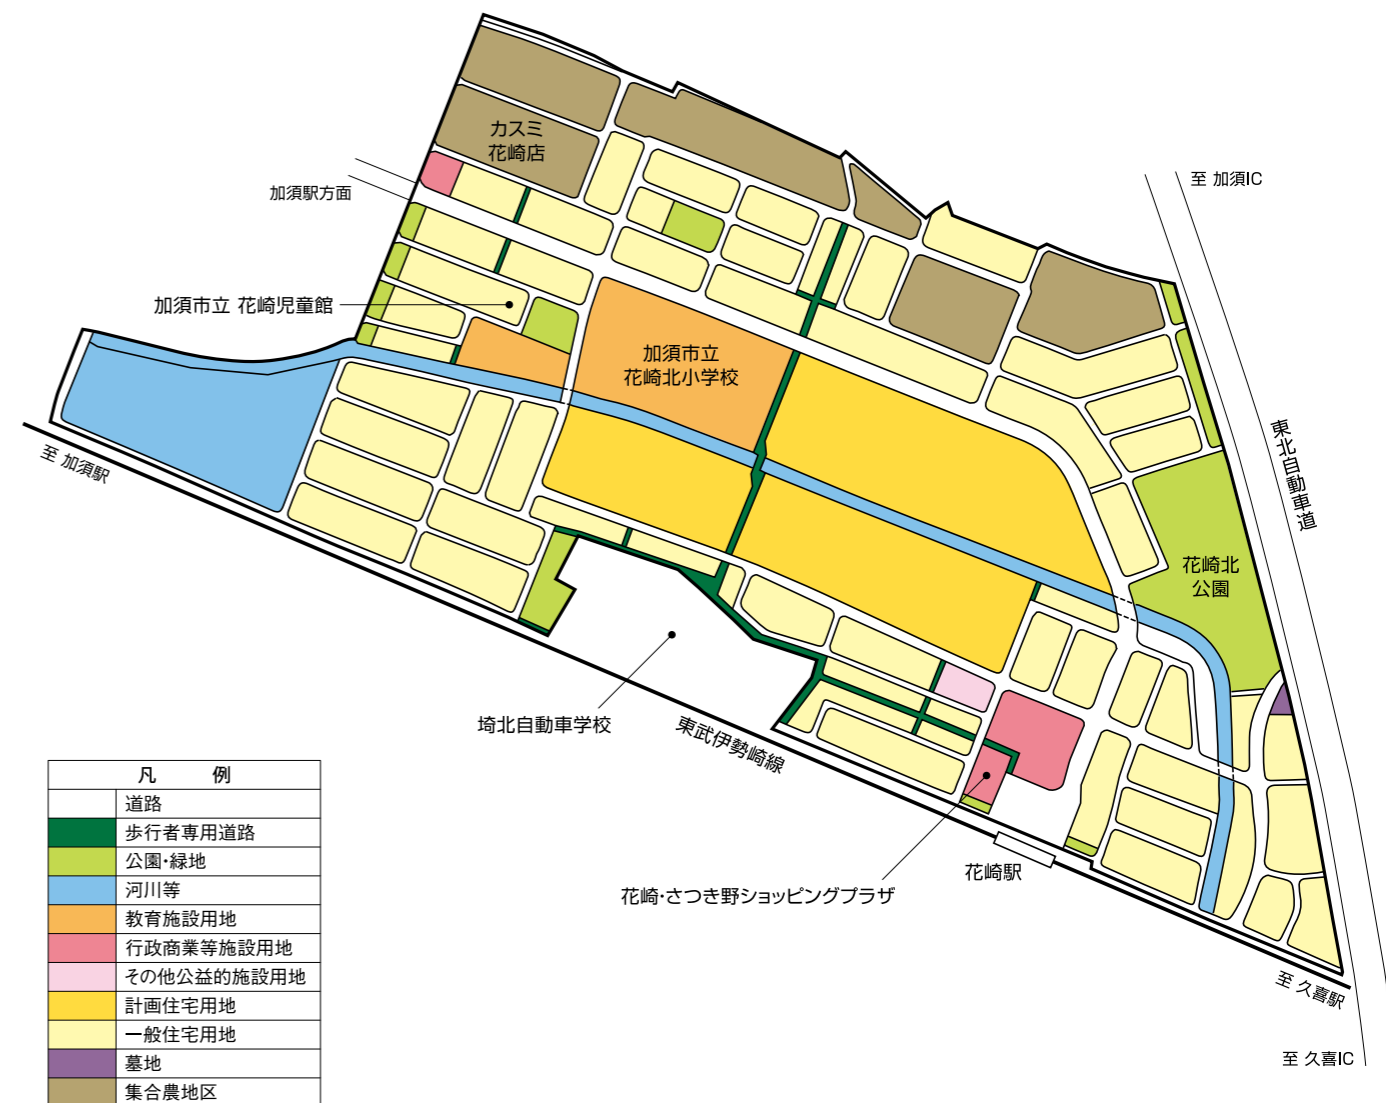 カスミ
花崎店
至 加須IC
加須駅方面
加須市立 花崎児童館
加須市立
花崎北小学校
東北自動車道
至 加須駅
花崎北
公園
埼北自動車学校
東武伊勢崎線
花崎・さつき野ショッピングプラザ
花崎駅
至 久喜駅
至 久喜IC
凡 例
道路
歩行者専用道路
公園・緑地
河川等
教育施設用地
行政商業等施設用地
その他公益的施設用地
計画住宅用地
一般住宅用地
墓地
集合農地区